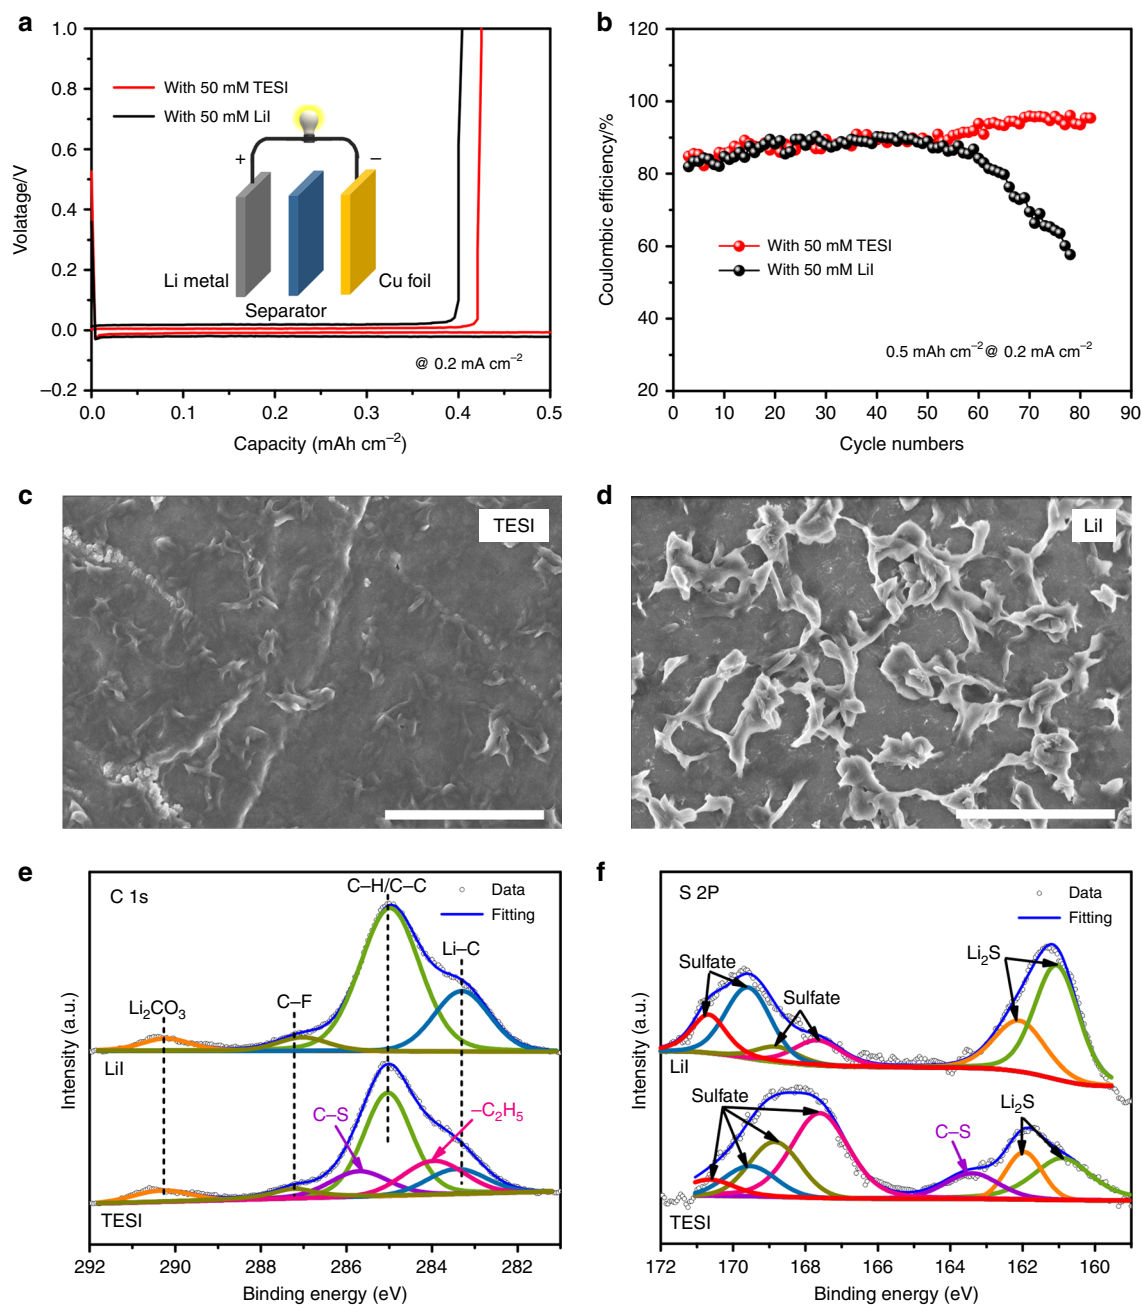 a
1.0
0.8
0.6
0.4
0.2
0.0
−0.2
Volatage/V
With 50 mM TESI
With 50 mM LiI
+
−
Li metal
Cu foil
Separator
@ 0.2 mA cm−2
0.0
0.1
0.2
0.3
0.4
0.5
Capacity (mAh cm−2)
b
120
100
80
60
40
20
Coulombic efficiency/%
With 50 mM TESI
With 50 mM LiI
0.5 mAh cm−2@ 0.2 mA cm−2
0
10
20
30
40
50
60
70
80
90
Cycle numbers
c
TESI
d
LiI
e
C 1s
C–H/C–C
Data
Fitting
Li–C
Li2CO3
C–F
LiI
C–S
–C2H5
TESI
Intensity (a.u.)
292
290
288
286
284
282
Binding energy (eV)
f
S 2P
Data
Fitting
Sulfate
Sulfate
Li2S
LiI
Sulfate
C–S
Li2S
TESI
Intensity (a.u.)
172
170
168
166
164
162
160
Binding energy (eV)